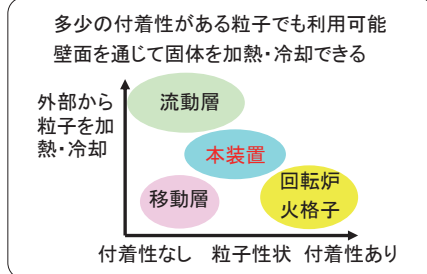 多少の付着性がある粒子でも利用可能
壁面を通じて固体を加熱・冷却できる
外部から
粒子を加
熱・冷却
流動層
本装置
移動層
回転炉
火格子
付着性なし 粒子性状 付着性あり